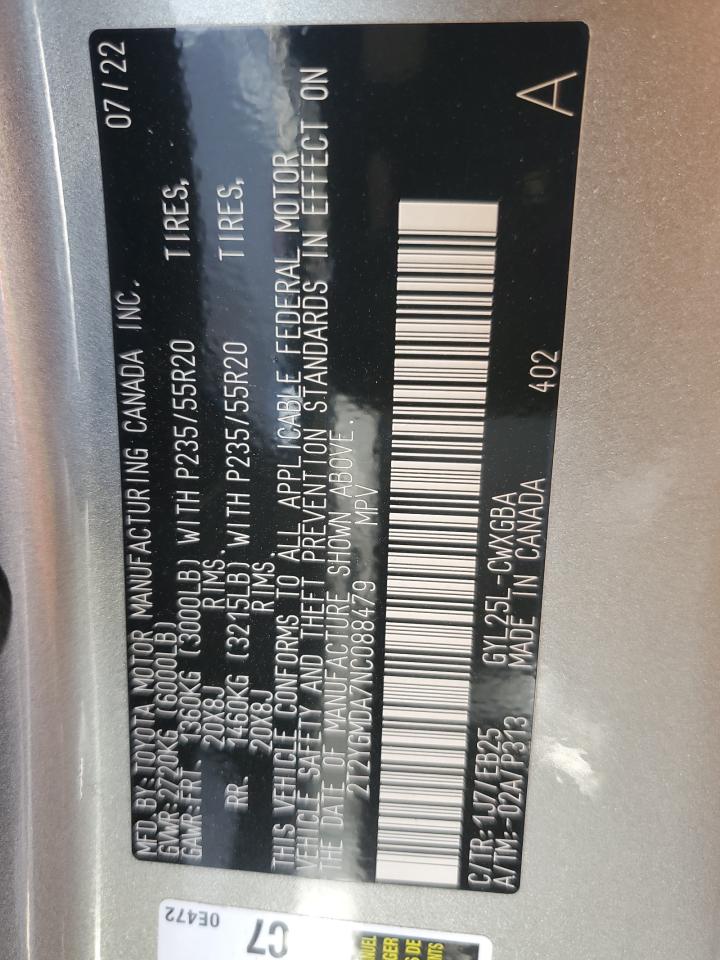 MFD. BY: TOYOTA MOTOR MANUFACTURING CANADA INC. 07/22
GVWR: 2720KG (6000LB)
GAWR: FRT. 1360KG (3000LB) WITH P235/55R20 TIRES,
20X8J RIMS.
RR. 1460KG (3215LB) WITH P235/55R20 TIRES,
20X8J RIMS.
THIS VEHICLE CONFORMS TO ALL APPLICABLE FEDERAL MOTOR
VEHICLE SAFETY AND THEFT PREVENTION STANDARDS IN EFFECT ON
THE DATE OF MANUFACTURE SHOWN ABOVE.
2T2YGMDA7NC088479 MPV
C/TR: 1J7/EB25 GYL25L-CWXGBA A
A/TM: -02A/P313 MADE IN CANADA 402
0E472
C7